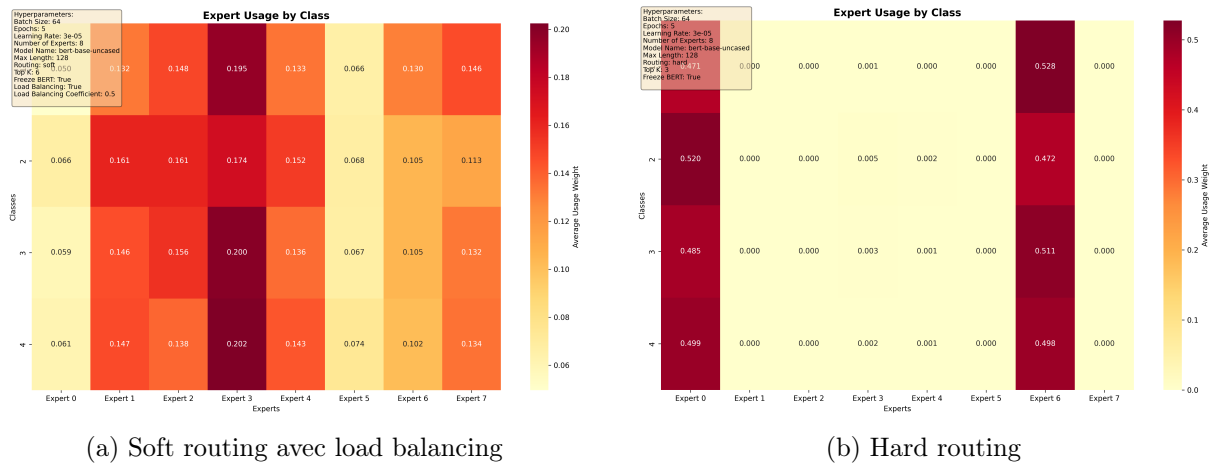 Expert Usage by Class
Hyperparameters:
Batch Size: 64
Epochs: 5
Learning Rate: 3e-05
Number of Experts: 8
Model Name: bert-base-uncased
Max Length: 128
Routing: soft
Top K: 6
Freeze BERT: True
Load Balancing: True
Load Balancing Coefficient: 0.5
0.050 0.132 0.148 0.195 0.133 0.066 0.130 0.146
2 0.066 0.161 0.161 0.174 0.152 0.068 0.105 0.113
3 0.059 0.146 0.156 0.200 0.136 0.067 0.105 0.132
4 0.061 0.147 0.138 0.202 0.143 0.074 0.102 0.134
Classes
Expert 0 Expert 1 Expert 2 Expert 3 Expert 4 Expert 5 Expert 6 Expert 7
Experts
0.20
0.18
0.16
0.14
0.12
0.10
0.08
0.06
Average Usage Weight
(a) Soft routing avec load balancing
Expert Usage by Class
Hyperparameters:
Batch Size: 64
Epochs: 5
Learning Rate: 3e-05
Number of Experts: 8
Model Name: bert-base-uncased
Max Length: 128
Routing: hard
Top K: 3
Freeze BERT: True
0.471 0.000 0.000 0.001 0.000 0.000 0.528 0.000
2 0.520 0.000 0.000 0.005 0.002 0.000 0.472 0.000
3 0.485 0.000 0.000 0.003 0.001 0.000 0.511 0.000
4 0.499 0.000 0.000 0.002 0.001 0.000 0.498 0.000
Classes
Expert 0 Expert 1 Expert 2 Expert 3 Expert 4 Expert 5 Expert 6 Expert 7
Experts
0.5
0.4
0.3
0.2
0.1
0.0
Average Usage Weight
(b) Hard routing